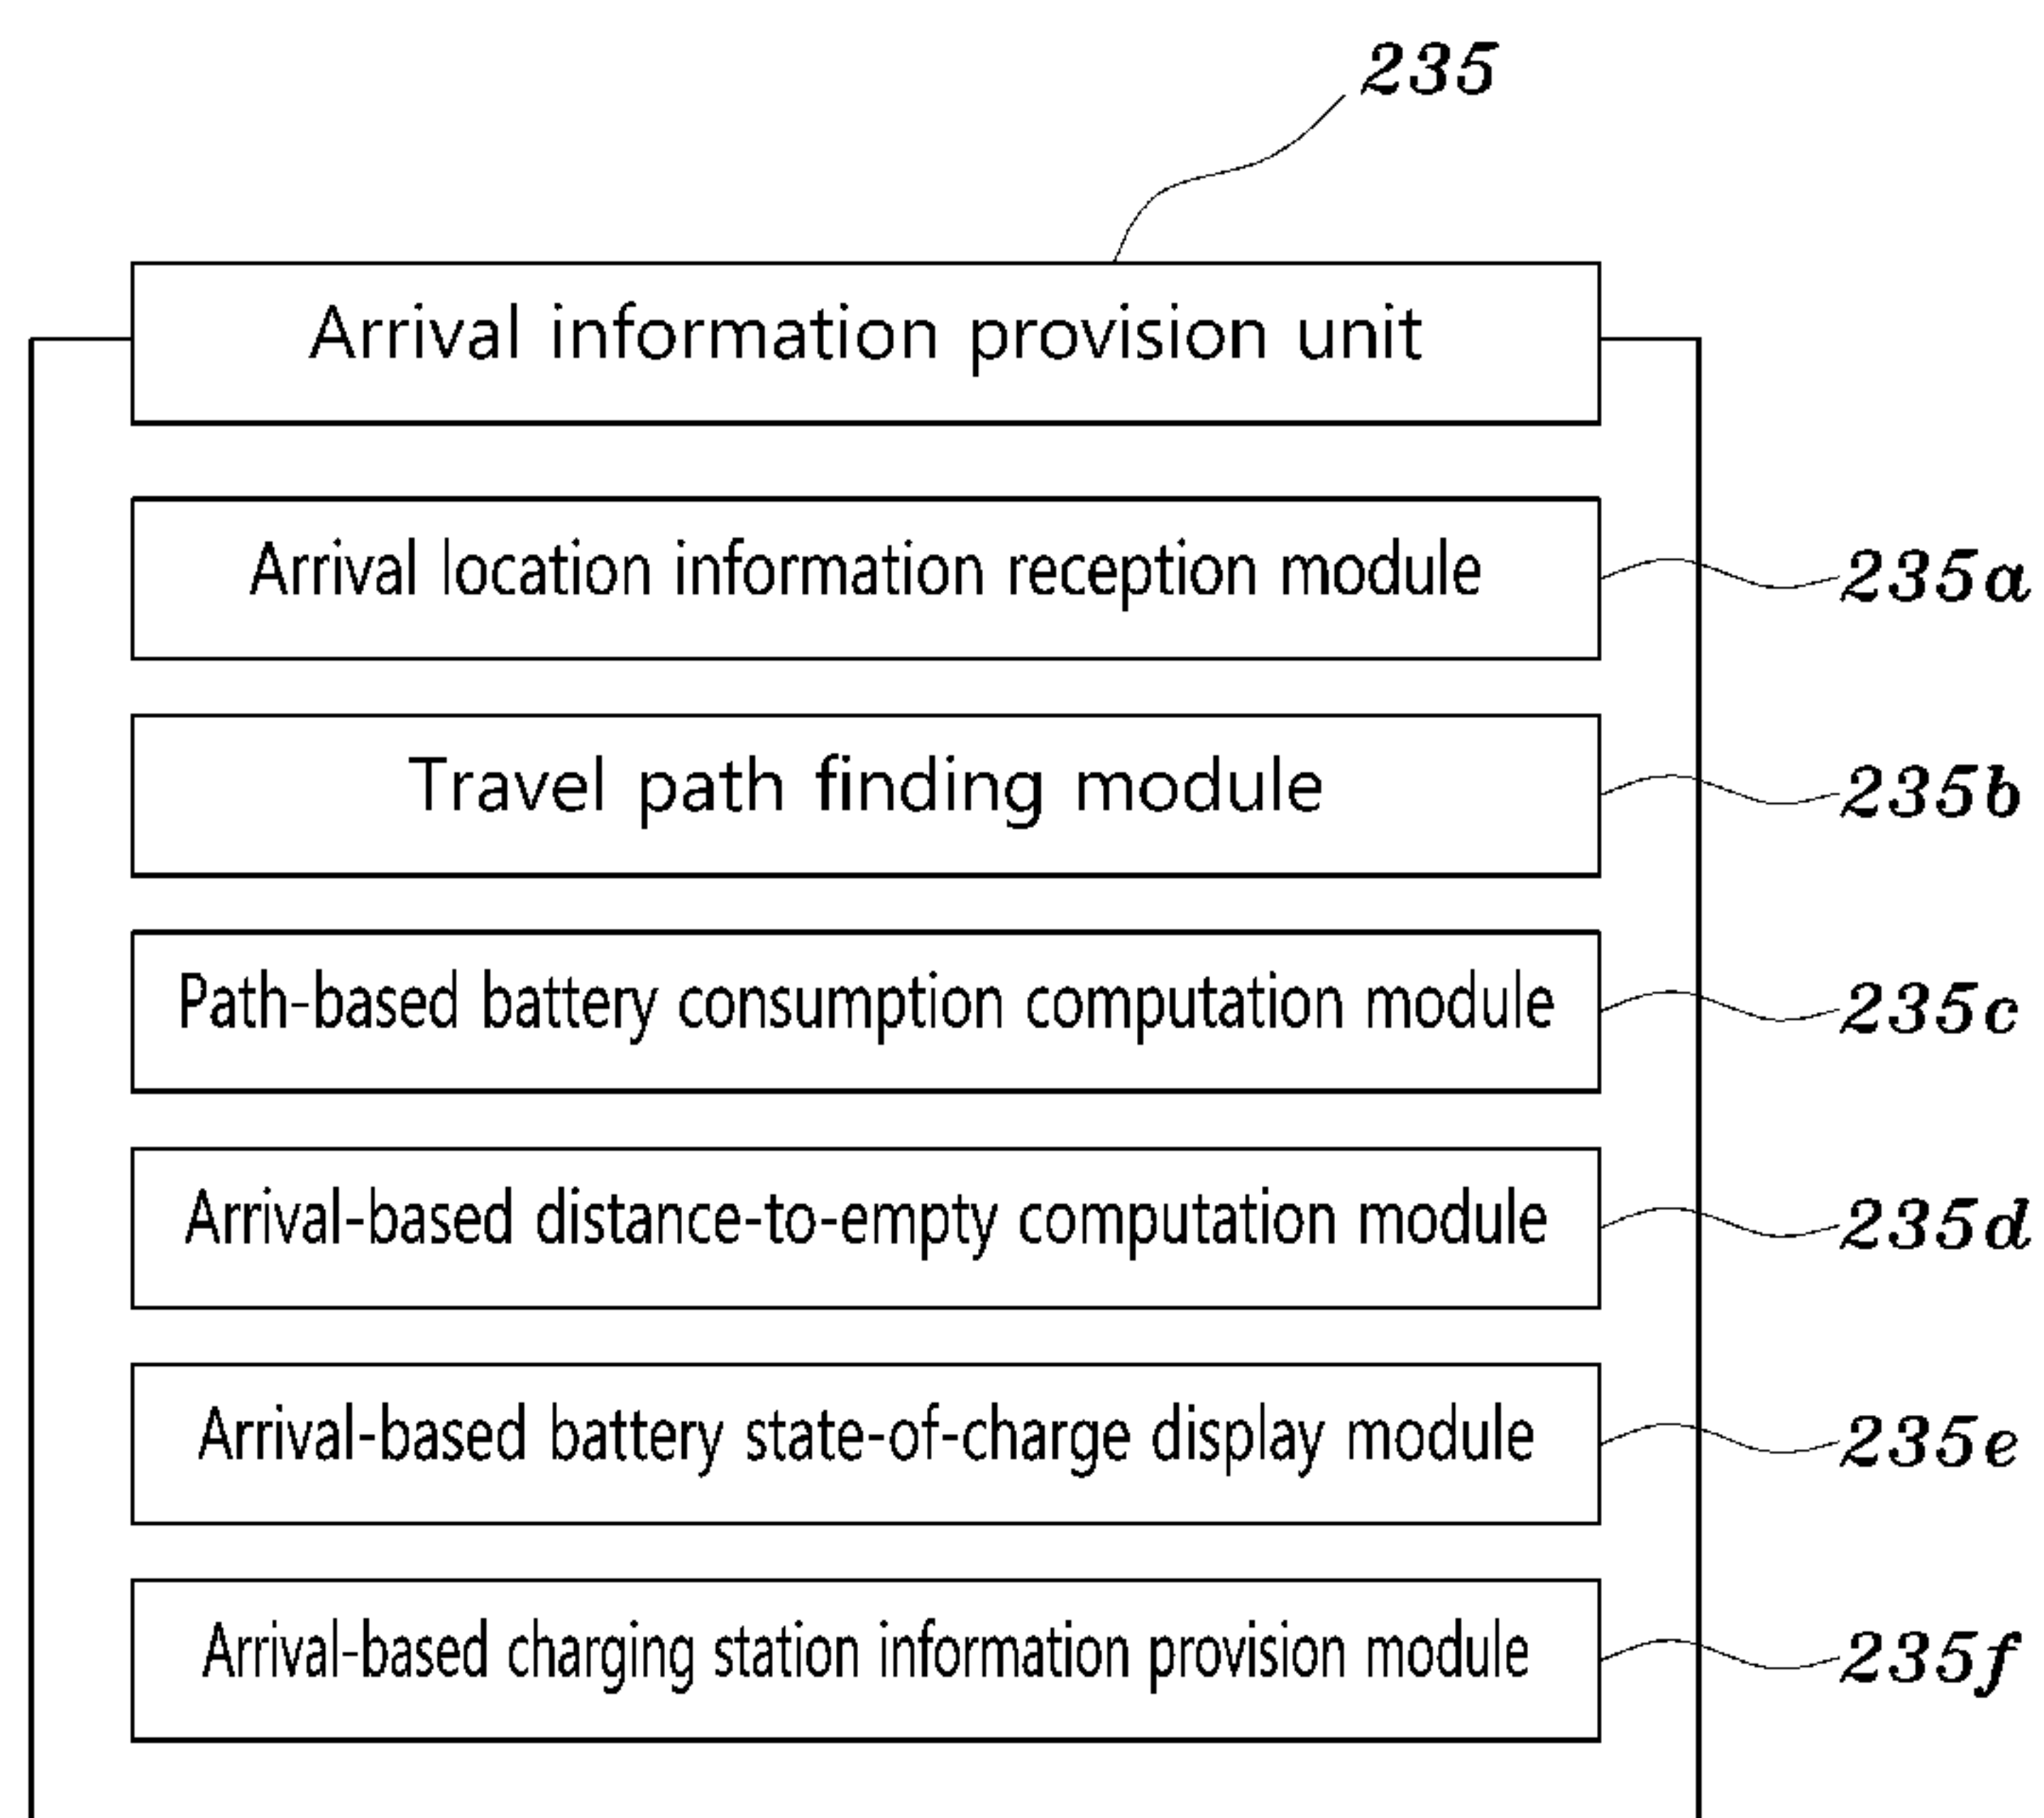 235
Arrival information provision unit
Arrival location information reception module 235a
Travel path finding module 235b
Path-based battery consumption computation module 235c
Arrival-based distance-to-empty computation module 235d
Arrival-based battery state-of-charge display module 235e
Arrival-based charging station information provision module 235f